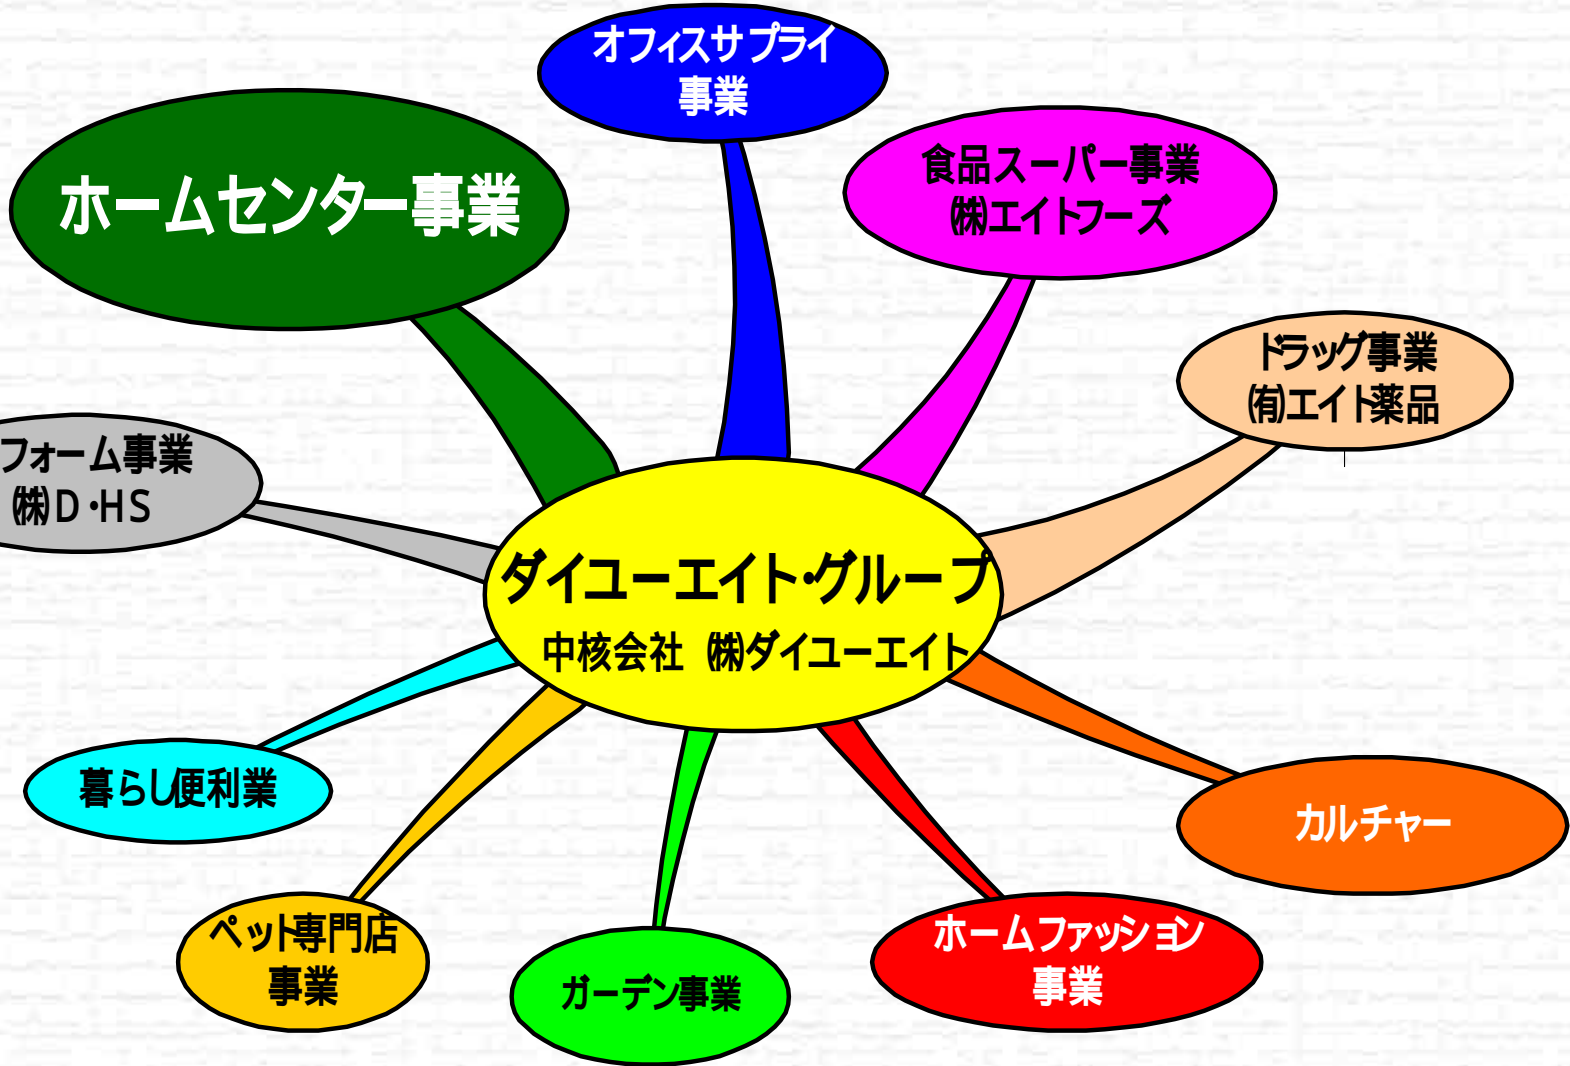 オフィスサプライ
事業
ホームセンター事業
食品スーパー事業
㈱エイトフーズ
ドラッグ事業
㈲エイト薬品
フォーム事業
㈱D・HS
ダイユーエイト・グループ
中核会社 ㈱ダイユーエイト
暮らし便利業
カルチャー
ペット専門店
事業
ガーデン事業
ホームファッション
事業